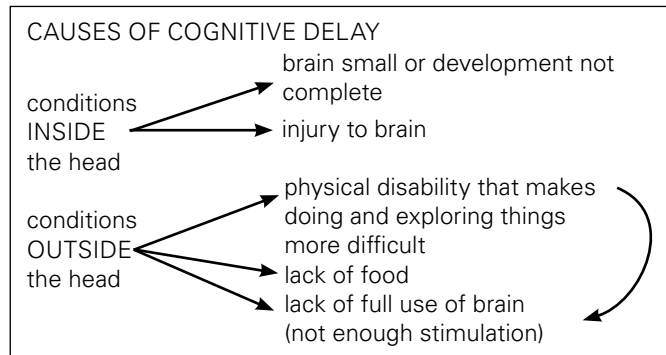 CAUSES OF COGNITIVE DELAY
conditions
INSIDE
the head
brain small or development not
complete
injury to brain
conditions
OUTSIDE
the head
physical disability that makes
doing and exploring things
more difficult
lack of food
lack of full use of brain
(not enough stimulation)